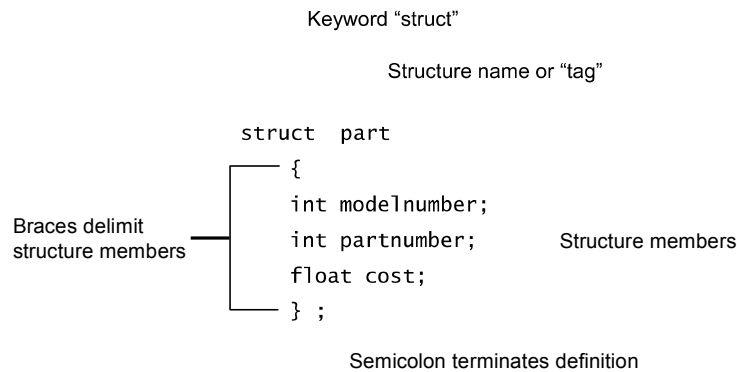 Keyword “struct”
Structure name or “tag”
struct part
{
int modelnumber;
Braces delimit
structure members
int partnumber;
Structure members
float cost;
} ;
Semicolon terminates definition